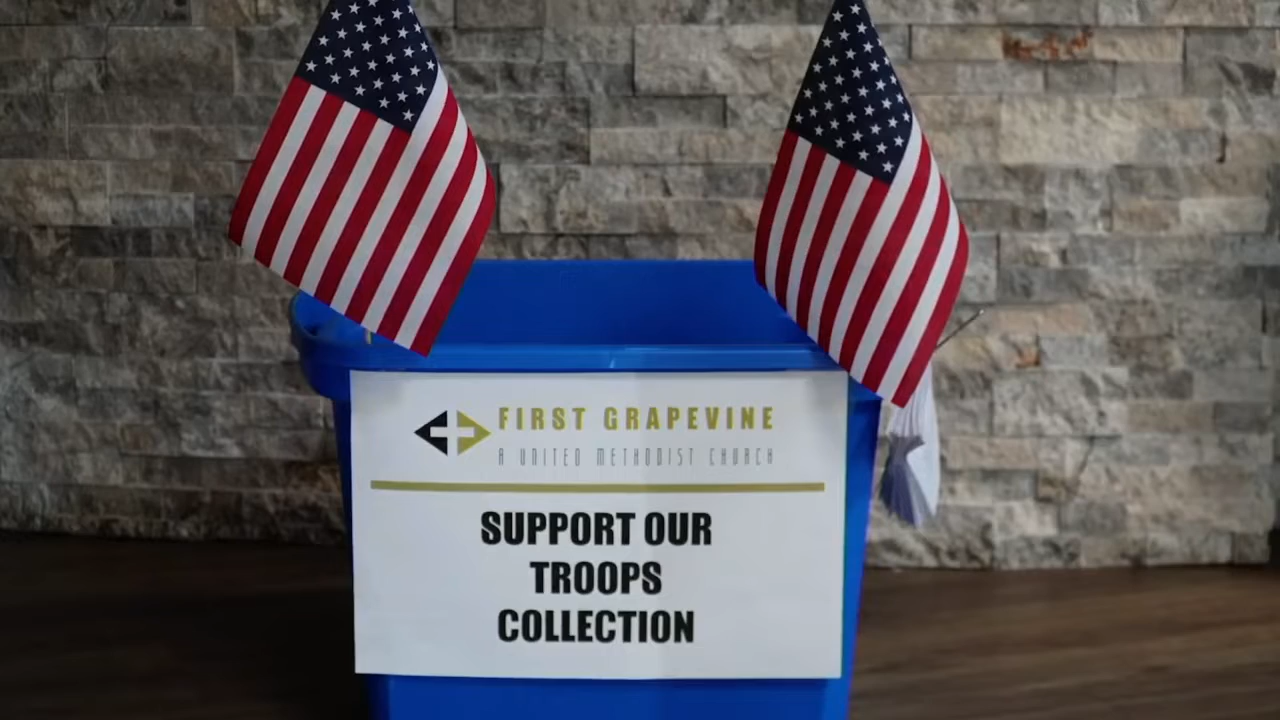 FIRST GRAPEVINE
A UNITED METHODIST CHURCH
SUPPORT OUR
TROOPS
COLLECTION